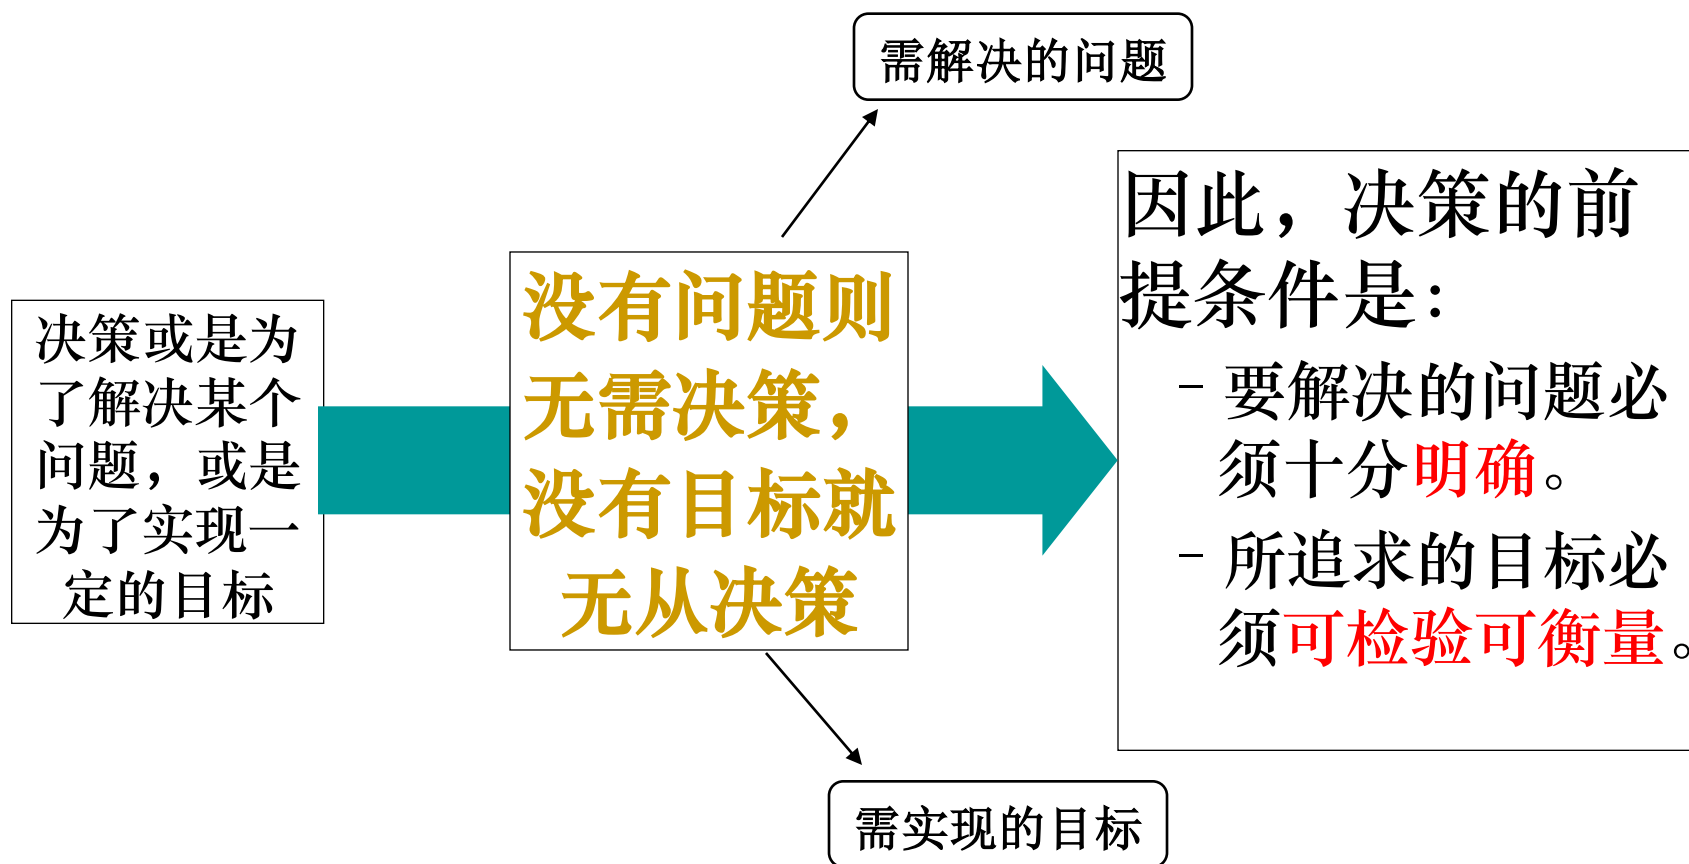 需解决的问题
决策或是为
了解决某个
问题，或是
为了实现一
定的目标
没有问题则
无需决策，
没有目标就
无从决策
因此，决策的前
提条件是：
– 要解决的问题必
须十分明确。
– 所追求的目标必
须可检验可衡量。
需实现的目标